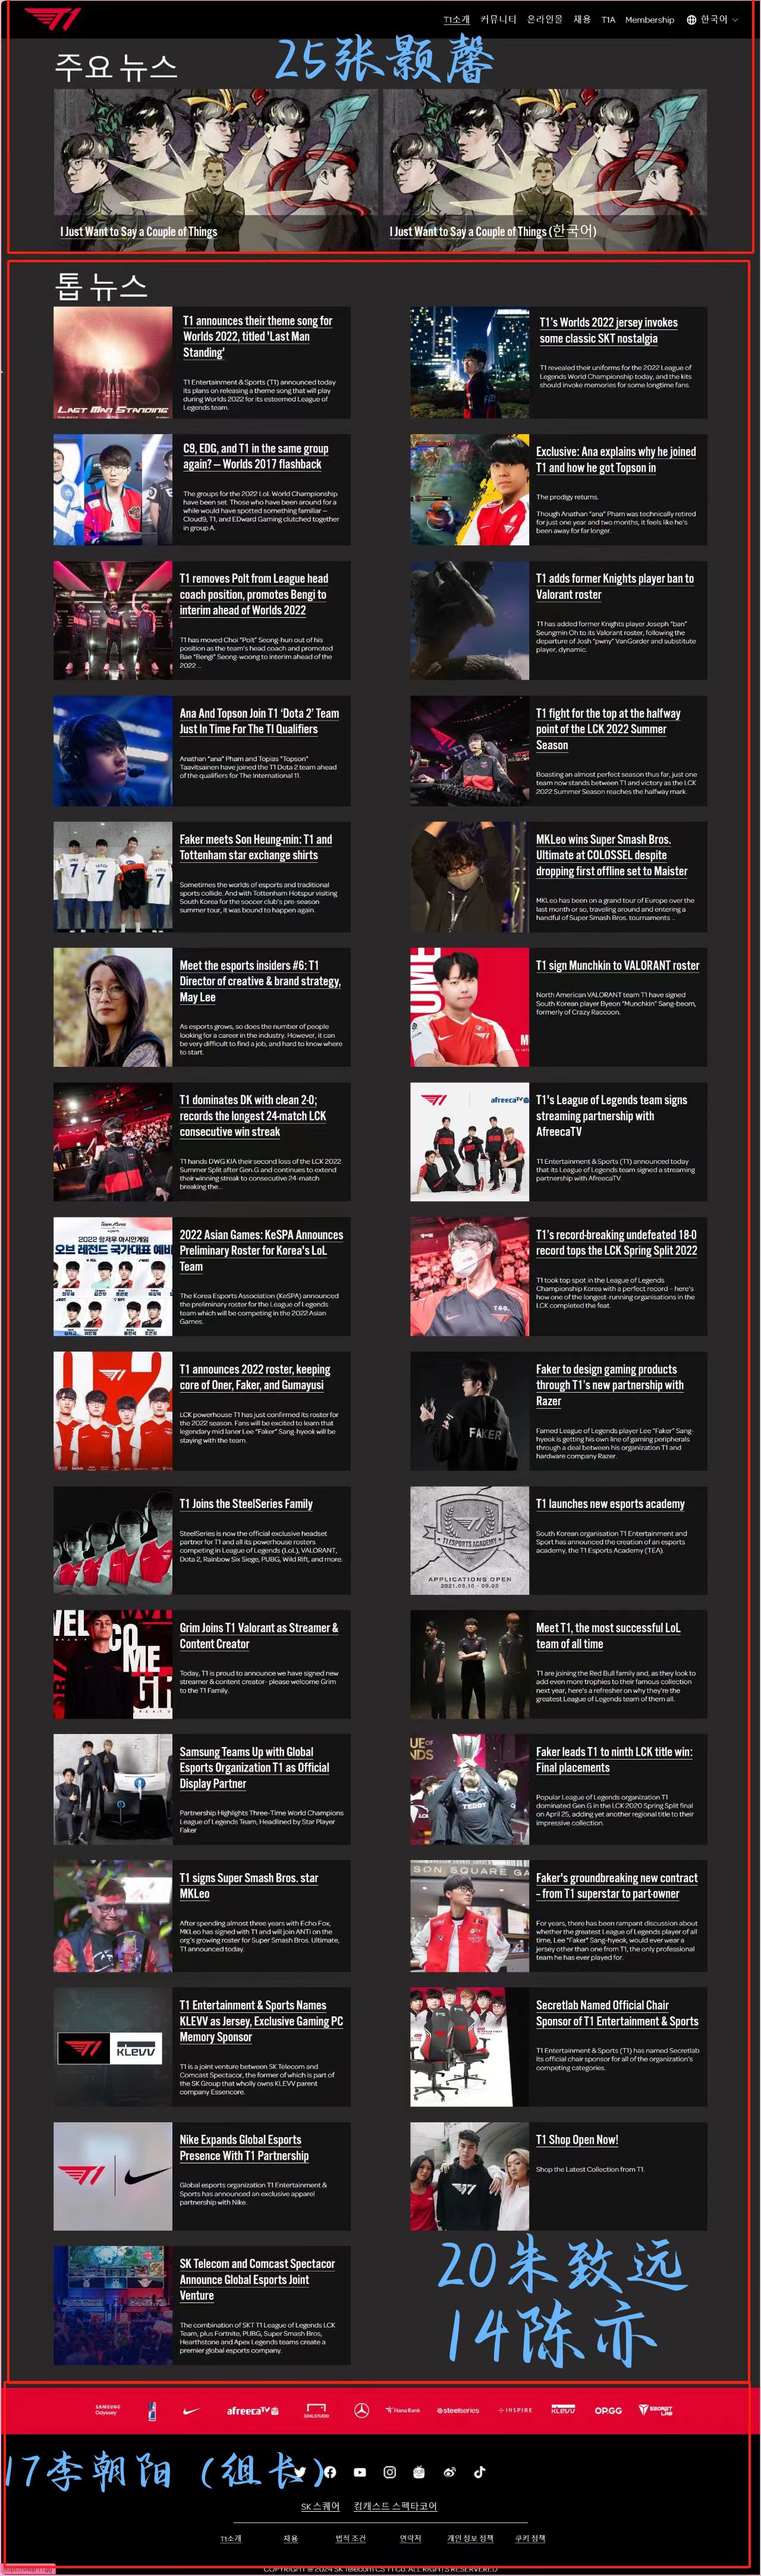 T1
T1소개 커뮤니티 온라인몰 채용 T1A Membership 한국어
주요 뉴스
25张颢馨
I Just Want to Say a Couple of Things
I Just Want to Say a Couple of Things (한국어)
톱 뉴스
T1 announces their theme song for
Worlds 2022, titled 'Last Man
Standing'
T1 Entertainment & Sports (T1) announced today
its plans on releasing a theme song that will play
during Worlds 2022 for its esteemed League of
Legends team.
LAST MAN STANDING
T1's Worlds 2022 jersey invokes
some classic SKT nostalgia
T1 revealed their uniforms for the 2022 League of
Legends World Championship today, and the kits
should invoke memories for some longtime fans.
C9, EDG, and T1 in the same group
again? – Worlds 2017 flashback
The groups for the 2022 LoL World Championship
have been set. Those who have been around for a
while would have spotted something familiar –
Cloud9, T1, and EDward Gaming clutched together
in group A.
Exclusive: Ana explains why he joined
T1 and how he got Topson in
The prodigy returns.
Though Anathan "ana" Pham was technically retired
for just one year and two months, it feels like he's
been away for far longer.
T1 removes Polt from League head
coach position, promotes Bengi to
interim ahead of Worlds 2022
T1 has moved Choi "Polt" Seong-hun out of his
position as the team's head coach and promoted
Bae "Bengi" Seong-woong to interim ahead of the
2022 ...
T1 adds former Knights player ban to
Valorant roster
T1 has added former Knights player Joseph "ban"
Seungmin Oh to its Valorant roster, following the
departure of Josh "pwny" VanGorder and substitute
player, dynamic.
Ana And Topson Join T1 'Dota 2' Team
Just In Time For The TI Qualifiers
Anathan "ana" Pham and Topias "Topson"
Taavitsainen have joined the T1 Dota 2 team ahead
of the qualifiers for The International 11.
T1 fight for the top at the halfway
point of the LCK 2022 Summer
Season
Boasting an almost perfect season thus far, just one
team now stands between T1 and victory as the LCK
2022 Summer Season reaches the halfway mark.
Faker meets Son Heung-min: T1 and
Tottenham star exchange shirts
Sometimes the worlds of esports and traditional
sports collide. And with Tottenham Hotspur visiting
South Korea for the soccer club's pre-season
summer tour, it was bound to happen again.
7 7 7
MKLeo wins Super Smash Bros.
Ultimate at COLOSSEL despite
dropping first offline set to Maister
MKLeo has been on a grand tour of Europe over the
last month or so, traveling around and entering a
handful of Super Smash Bros. tournaments ...
Meet the esports insiders #6: T1
Director of creative & brand strategy,
May Lee
As esports grows, so does the number of people
looking for a career in the industry. However, it can
be very difficult to find a job, and hard to know where
to start.
T1 sign Munchkin to VALORANT roster
North American VALORANT team T1 have signed
South Korean player Byeon "Munchkin" Sang-beom,
formerly of Crazy Raccoon.
T1 dominates DK with clean 2-0;
records the longest 24-match LCK
consecutive win streak
T1 hands DWG KIA their second loss of the LCK 2022
Summer Split after Gen.G and continues to extend
their winning streak to consecutive 24-match
breaking the...
afreecaTV
T1's League of Legends team signs
streaming partnership with
AfreecaTV
T1 Entertainment & Sports (T1) announced today
that its League of Legends team signed a streaming
partnership with AfreecaTV.
2022 항저우 아시안게임
오브 레전드 국가대표 예비
2022 Asian Games: KeSPA Announces
Preliminary Roster for Korea's LoL
Team
The Korea Esports Association (KeSPA) announced
the preliminary roster for the League of Legends
team which will be competing in the 2022 Asian
Games.
T1's record-breaking undefeated 18-0
record tops the LCK Spring Split 2022
T1 took top spot in the League of Legends
Championship Korea with a perfect record – here's
how one of the longest-running organisations in the
LCK completed the feat.
T1 announces 2022 roster, keeping
core of Oner, Faker, and Gumayusi
LCK powerhouse T1 has just confirmed its roster for
the 2022 season. Fans will be excited to learn that
legendary mid laner Lee "Faker" Sang-hyeok will be
staying with the team.
FAKER
Faker to design gaming products
through T1's new partnership with
Razer
Famed League of Legends player Lee "Faker" Sang-
hyeok is getting his own line of gaming peripherals
through a deal between his organization T1 and
hardware company Razer.
T1 Joins the SteelSeries Family
SteelSeries is now the official exclusive headset
partner for T1 and all its powerhouse rosters
competing in League of Legends (LoL), VALORANT,
Dota 2, Rainbow Six Siege, PUBG, Wild Rift, and more.
T1 ESPORTS ACADEMY
APPLICATIONS OPEN
T1 launches new esports academy
South Korean organisation T1 Entertainment and
Sport has announced the creation of an esports
academy, the T1 Esports Academy (TEA).
Grim Joins T1 Valorant as Streamer &
Content Creator
Today, T1 is proud to announce we have signed new
streamer & content creator- please welcome Grim
to the T1 Family.
Meet T1, the most successful LoL
team of all time
T1 are joining the Red Bull family and, as they look to
add even more trophies to their famous collection
next year, here's a refresher on why they're the
greatest League of Legends team of them all.
Samsung Teams Up with Global
Esports Organization T1 as Official
Display Partner
Partnership Highlights Three-Time World Champions
League of Legends Team, Headlined by Star Player
Faker
TEDDY
Faker leads T1 to ninth LCK title win:
Final placements
Popular League of Legends organization T1
dominated Gen.G in the LCK 2020 Spring Split final
on April 25, adding yet another regional title to their
impressive collection.
T1 signs Super Smash Bros. star
MKLeo
After spending almost three years with Echo Fox,
MKLeo has signed with T1 and will join ANTi on the
org's growing roster for Super Smash Bros. Ultimate,
T1 announced today.
SON SQUARE GA
Faker's groundbreaking new contract
– from T1 superstar to part-owner
For years, there has been rampant discussion about
whether the greatest League of Legends player of all
time, Lee "Faker" Sang-hyeok, would ever wear a
jersey other than one from T1, the only professional
team he has ever played for.
KLEVV
T1 Entertainment & Sports Names
KLEVV as Jersey, Exclusive Gaming PC
Memory Sponsor
T1 is a joint venture between SK Telecom and
Comcast Spectacor, the former of which is part of
the SK Group that wholly owns KLEVV parent
company Essencore.
Secretlab Named Official Chair
Sponsor of T1 Entertainment & Sports
T1 Entertainment & Sports (T1) has named Secretlab
its official chair sponsor for all of the organization's
competing categories.
Nike Expands Global Esports
Presence With T1 Partnership
Global esports organization T1 Entertainment &
Sports has announced an exclusive apparel
partnership with Nike.
T1 Shop Open Now!
Shop the Latest Collection from T1.
SK Telecom and Comcast Spectacor
Announce Global Esports Joint
Venture
The combination of SKT T1 League of Legends LCK
Team, plus Fortnite, PUBG, Super Smash Bros,
Hearthstone and Apex Legends teams create a
premier global esports company.
20朱致远
14陈亦
SAMSUNG Odyssey afreecaTV GOALSTUDIO Hana Bank steelseries INSPIRE KLEVV OP.GG SECRETLAB
17李朝阳（组长）
SK 스퀘어 컴캐스트 스펙타코어
T1소개 채용 법적 조건 연락처 개인 정보 정책 쿠키 정책
COPYRIGHT © 2024 SK Telecom CS T1 Co. ALL RIGHTS RESERVERED